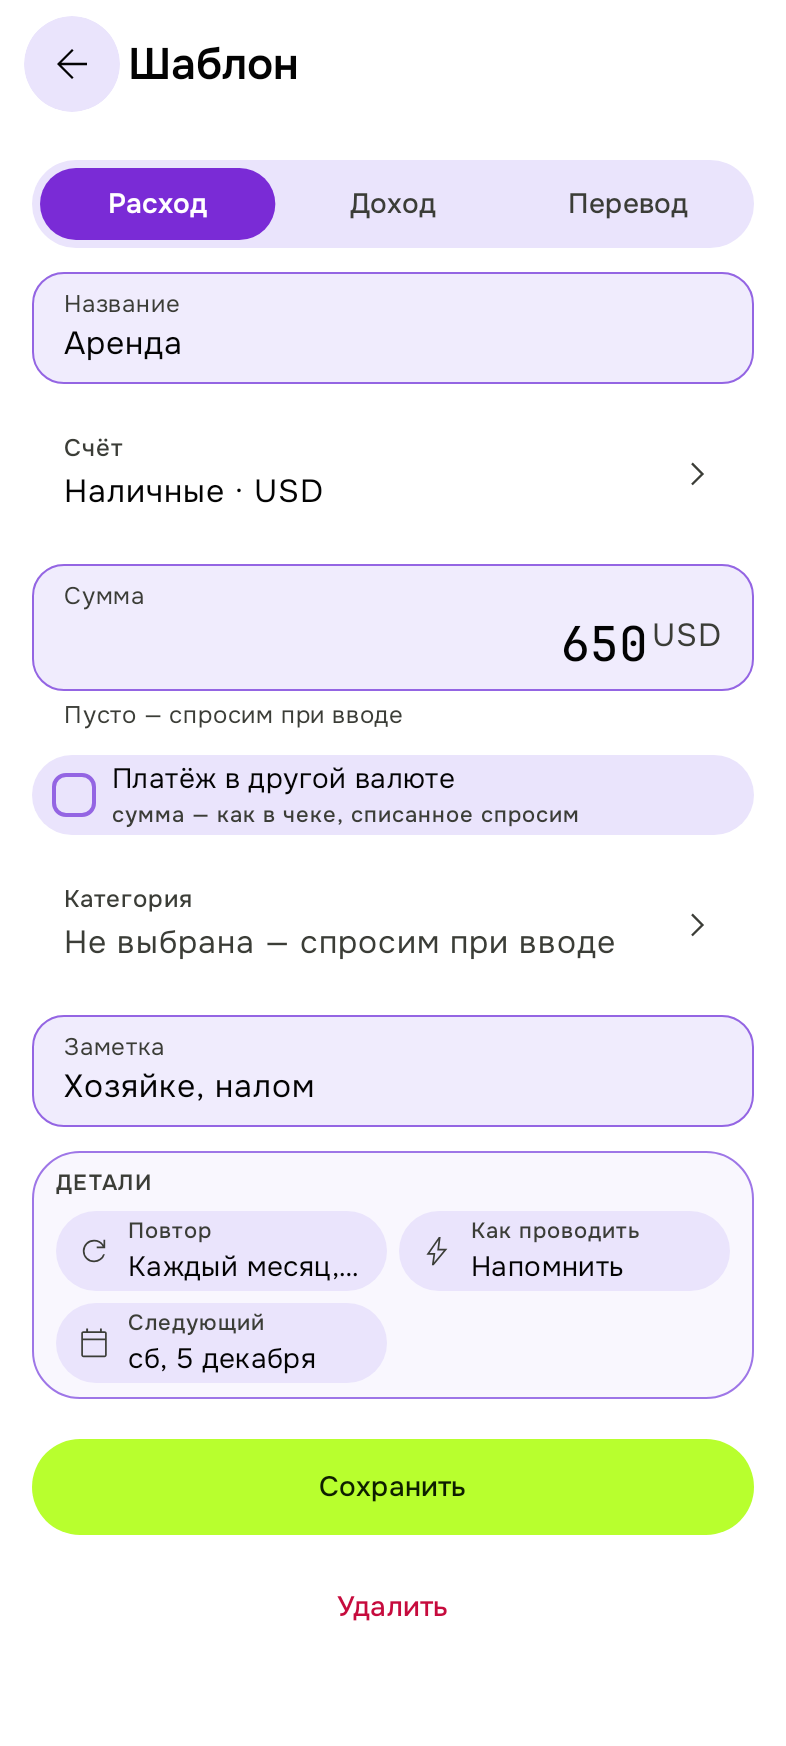 Шаблон
Расход
Доход
Перевод
Название
Аренда
Счёт
Наличные · USD
Сумма
650 USD
Пусто — спросим при вводе
Платёж в другой валюте
сумма — как в чеке, списанное спросим
Категория
Не выбрана — спросим при вводе
Заметка
Хозяйке, налом
ДЕТАЛИ
Повтор
Каждый месяц,...
Как проводить
Напомнить
Следующий
сб, 5 декабря
Сохранить
Удалить